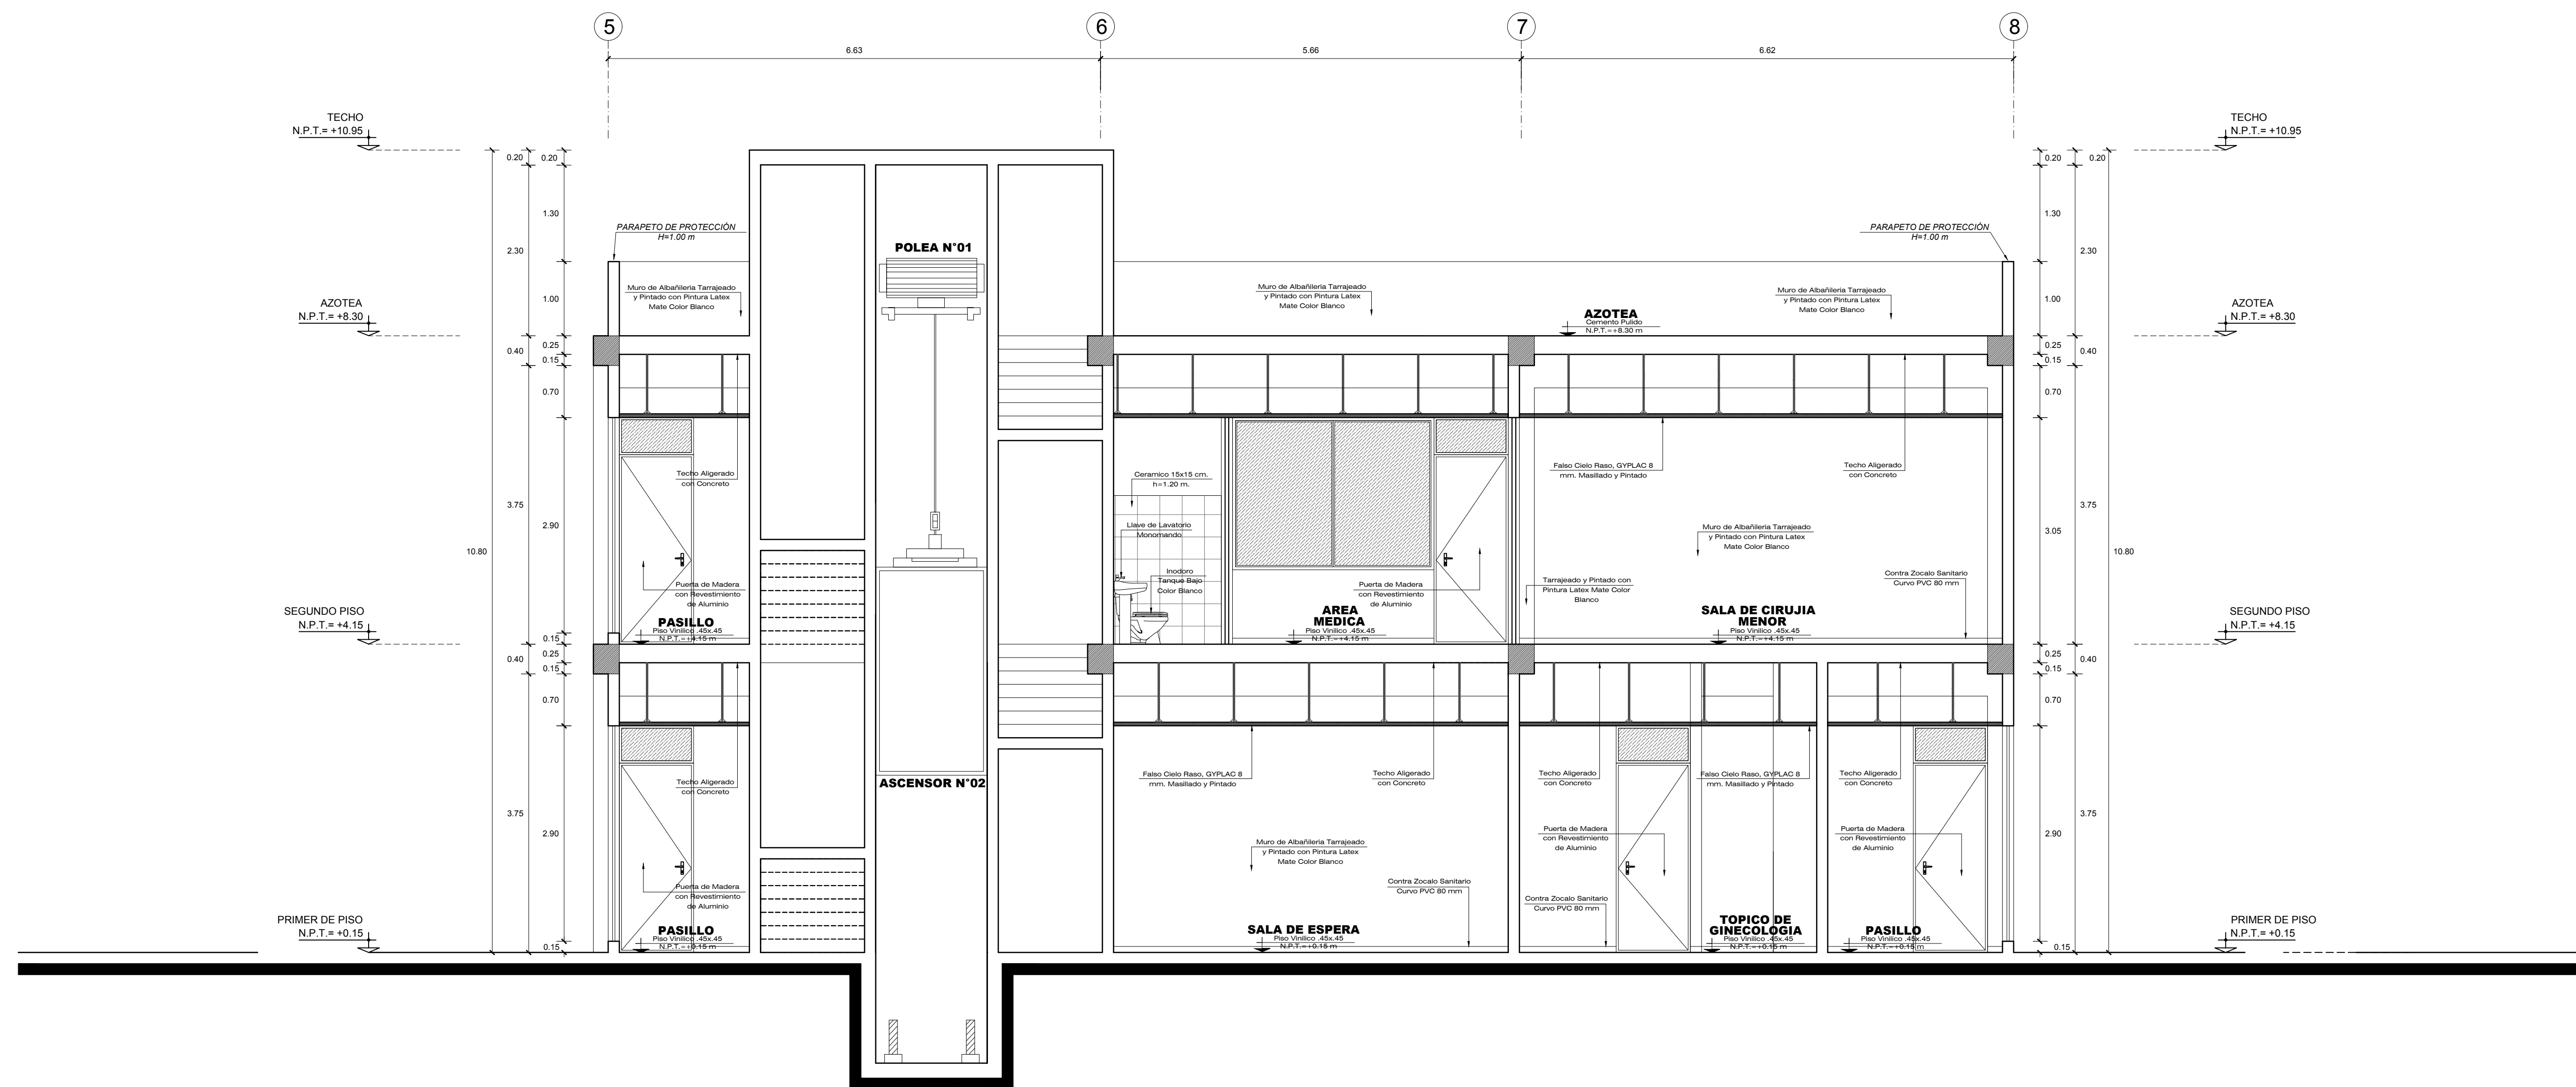 5
6
7
8
6.63
5.66
6.62
TECHO
N.P.T.= +10.95
TECHO
N.P.T.= +10.95
0.20
0.20
0.20
0.20
1.30
1.30
PARAPETO DE PROTECCIÓN
H=1.00 m
PARAPETO DE PROTECCIÓN
H=1.00 m
POLEA N°01
2.30
2.30
Muro de Albañileria Tarrajeado
y Pintado con Pintura Latex
Mate Color Blanco
Muro de Albañileria Tarrajeado
y Pintado con Pintura Latex
Mate Color Blanco
Muro de Albañileria Tarrajeado
y Pintado con Pintura Latex
Mate Color Blanco
AZOTEA
N.P.T.= +8.30
1.00
AZOTEA
Cemento Pulido
N.P.T.=+8.30 m
1.00
AZOTEA
N.P.T.= +8.30
0.40
0.25
0.15
0.25
0.15
0.40
0.70
0.70
Techo Aligerado
con Concreto
Ceramico 15x15 cm.
h=1.20 m.
Falso Cielo Raso, GYPLAC 8
mm. Masillado y Pintado
Techo Aligerado
con Concreto
3.75
2.90
Llave de Lavatorio
Monomando
Muro de Albañileria Tarrajeado
y Pintado con Pintura Latex
Mate Color Blanco
3.05
3.75
10.80
10.80
Inodoro
Tanque Bajo
Color Blanco
Puerta de Madera
con Revestimiento
de Aluminio
Puerta de Madera
con Revestimiento
de Aluminio
Tarrajeado y Pintado con
Pintura Latex Mate Color
Blanco
Contra Zocalo Sanitario
Curvo PVC 80 mm
SEGUNDO PISO
N.P.T.= +4.15
PASILLO
Piso Vinilico .45x.45
N.P.T.=+4.15 m
AREA
MEDICA
Piso Vinilico .45x.45
N.P.T.=+4.15 m
SALA DE CIRUJIA
MENOR
Piso Vinilico .45x.45
N.P.T.=+4.15 m
SEGUNDO PISO
N.P.T.= +4.15
0.15
0.40
0.25
0.15
0.25
0.15
0.40
0.70
0.70
Techo Aligerado
con Concreto
ASCENSOR N°02
Falso Cielo Raso, GYPLAC 8
mm. Masillado y Pintado
Techo Aligerado
con Concreto
Techo Aligerado
con Concreto
Falso Cielo Raso, GYPLAC 8
mm. Masillado y Pintado
Techo Aligerado
con Concreto
3.75
2.90
2.90
3.75
Muro de Albañileria Tarrajeado
y Pintado con Pintura Latex
Mate Color Blanco
Puerta de Madera
con Revestimiento
de Aluminio
Puerta de Madera
con Revestimiento
de Aluminio
Puerta de Madera
con Revestimiento
de Aluminio
Contra Zocalo Sanitario
Curvo PVC 80 mm
Contra Zocalo Sanitario
Curvo PVC 80 mm
PRIMER DE PISO
N.P.T.= +0.15
PASILLO
Piso Vinilico .45x.45
N.P.T.=+0.15 m
SALA DE ESPERA
Piso Vinilico .45x.45
N.P.T.=+0.15 m
TOPICO DE
GINECOLOGIA
Piso Vinilico .45x.45
N.P.T.=+0.15 m
PASILLO
Piso Vinilico .45x.45
N.P.T.=+0.15 m
PRIMER DE PISO
N.P.T.= +0.15
0.15
0.15